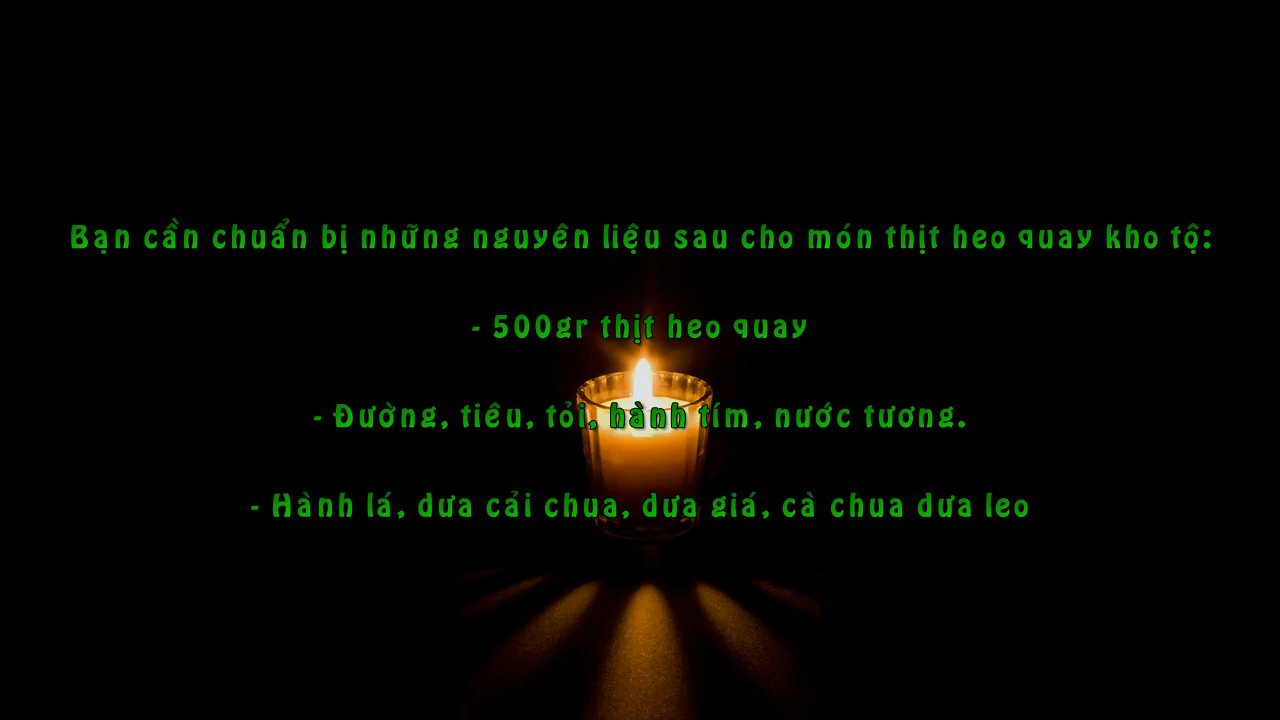 Bạn cần chuẩn bị những nguyên liệu sau cho món thịt heo quay kho tộ:
- 500gr thịt heo quay
- Đường, tiêu, tỏi, hành tím, nước tương.
- Hành lá, dưa cải chua, dưa giá, cà chua dưa leo